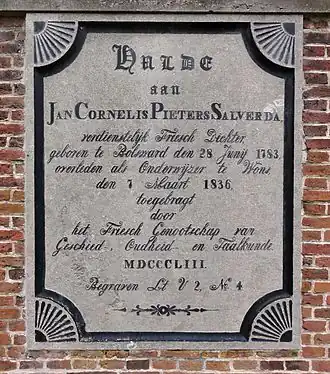 HULDE
aan
JAN CORNELIS PIETERS SALVERDA
verdienstelijk Friesch Dichter,
geboren te Bolsward den 28 Junij 1783,
overleden als Onderwijzer te Wons,
den 7 Maart 1836,
toegebragt
door
het Friesch Genootschap van
Geschied-, Oudheid- en Taalkunde.
MDCCCLIII.
Begraven Lt V 2, No 4